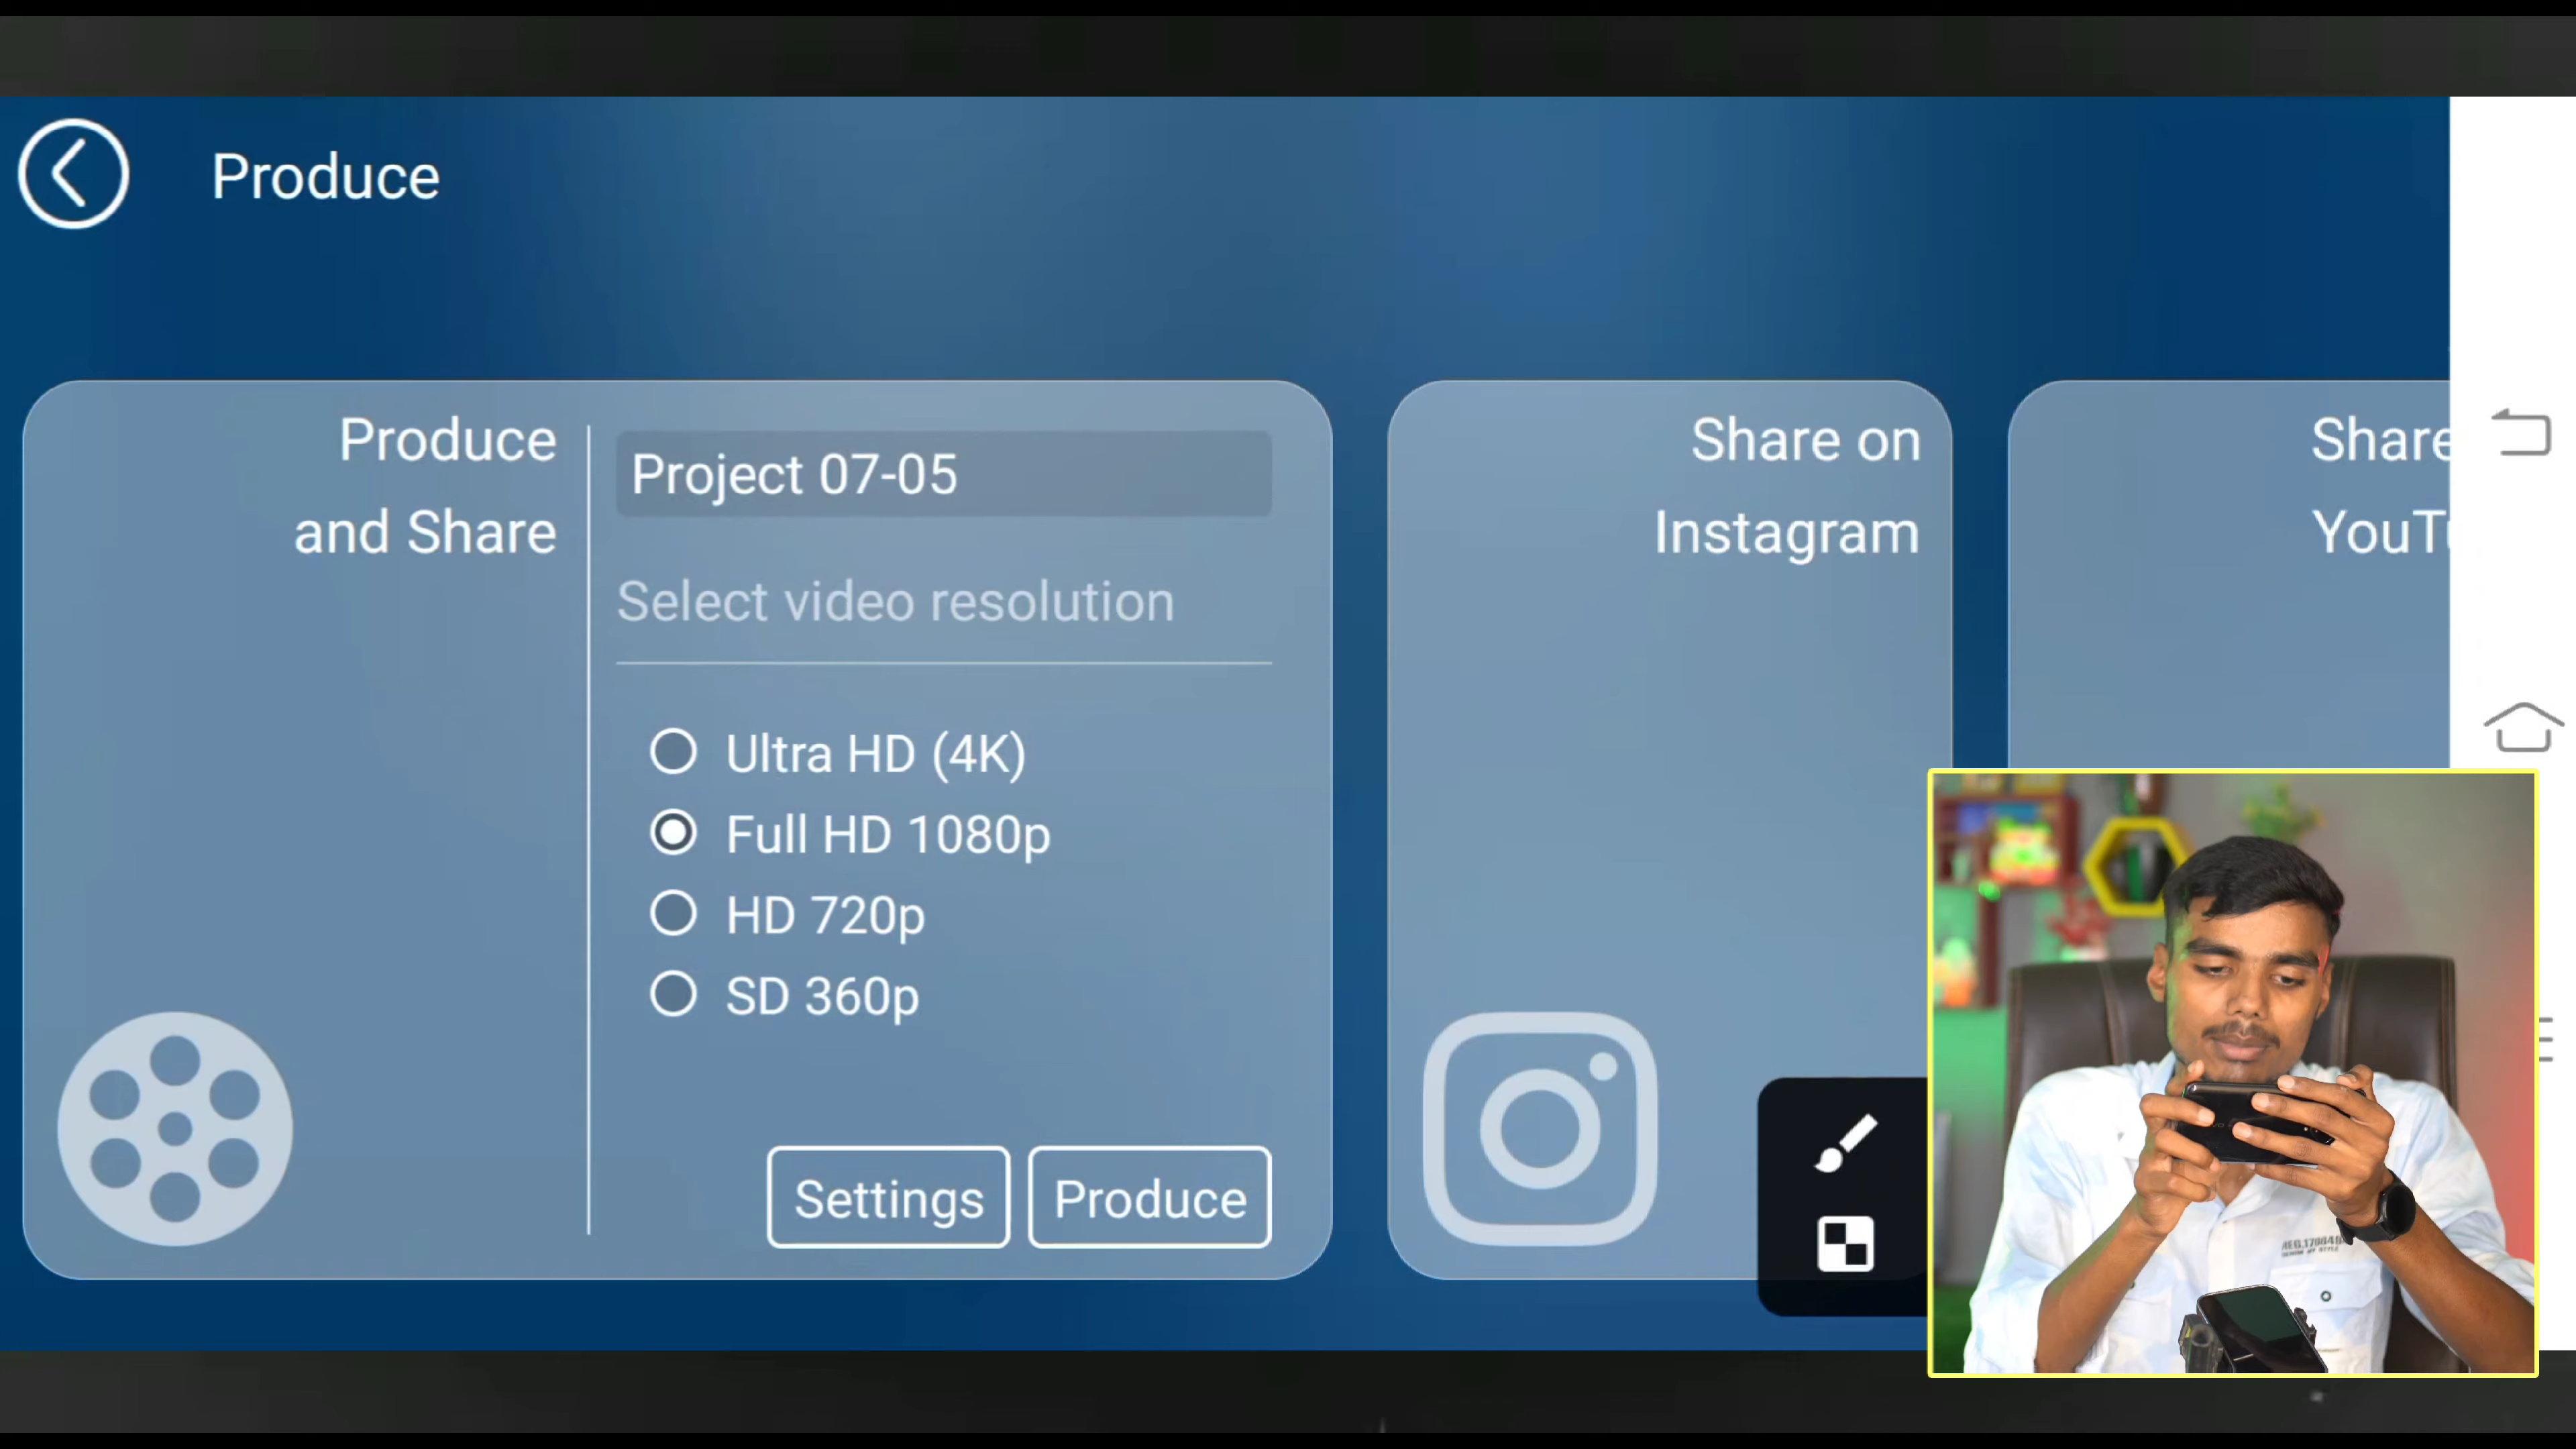 Produce
Produce
and Share
Project 07-05
Select video resolution
Ultra HD (4K)
Full HD 1080p
HD 720p
SD 360p
Settings
Produce
Share on
Instagram
Share
YouTu